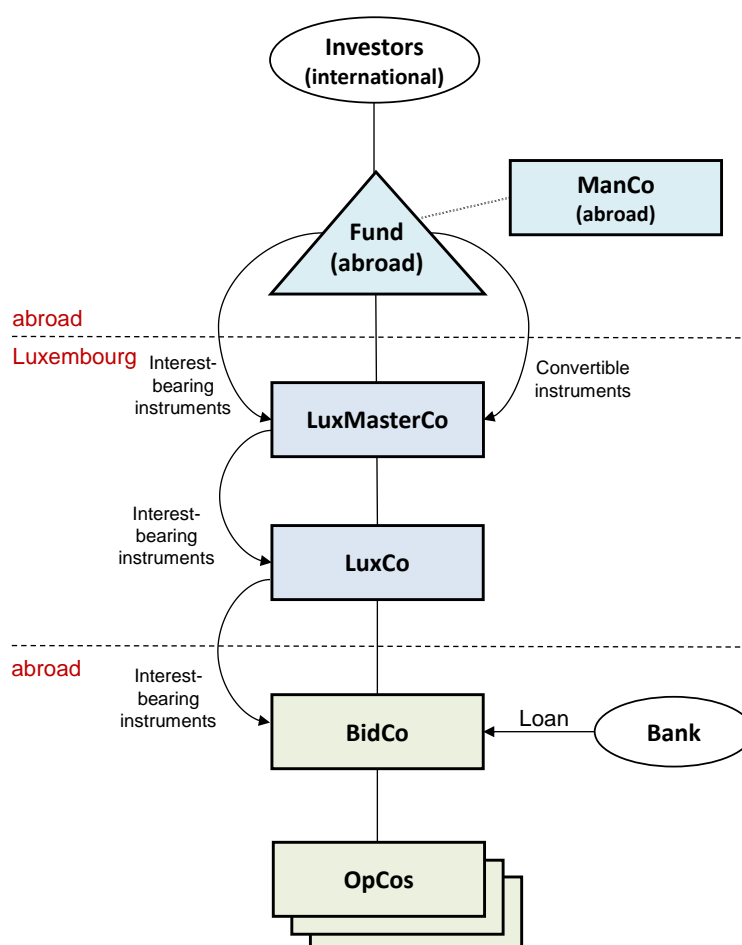 Investors
(international)
ManCo
(abroad)
Fund
(abroad)
abroad
Luxembourg
Interest-
bearing
instruments
Convertible
instruments
LuxMasterCo
Interest-
bearing
instruments
LuxCo
abroad
Interest-
bearing
instruments
BidCo
Loan
Bank
OpCos